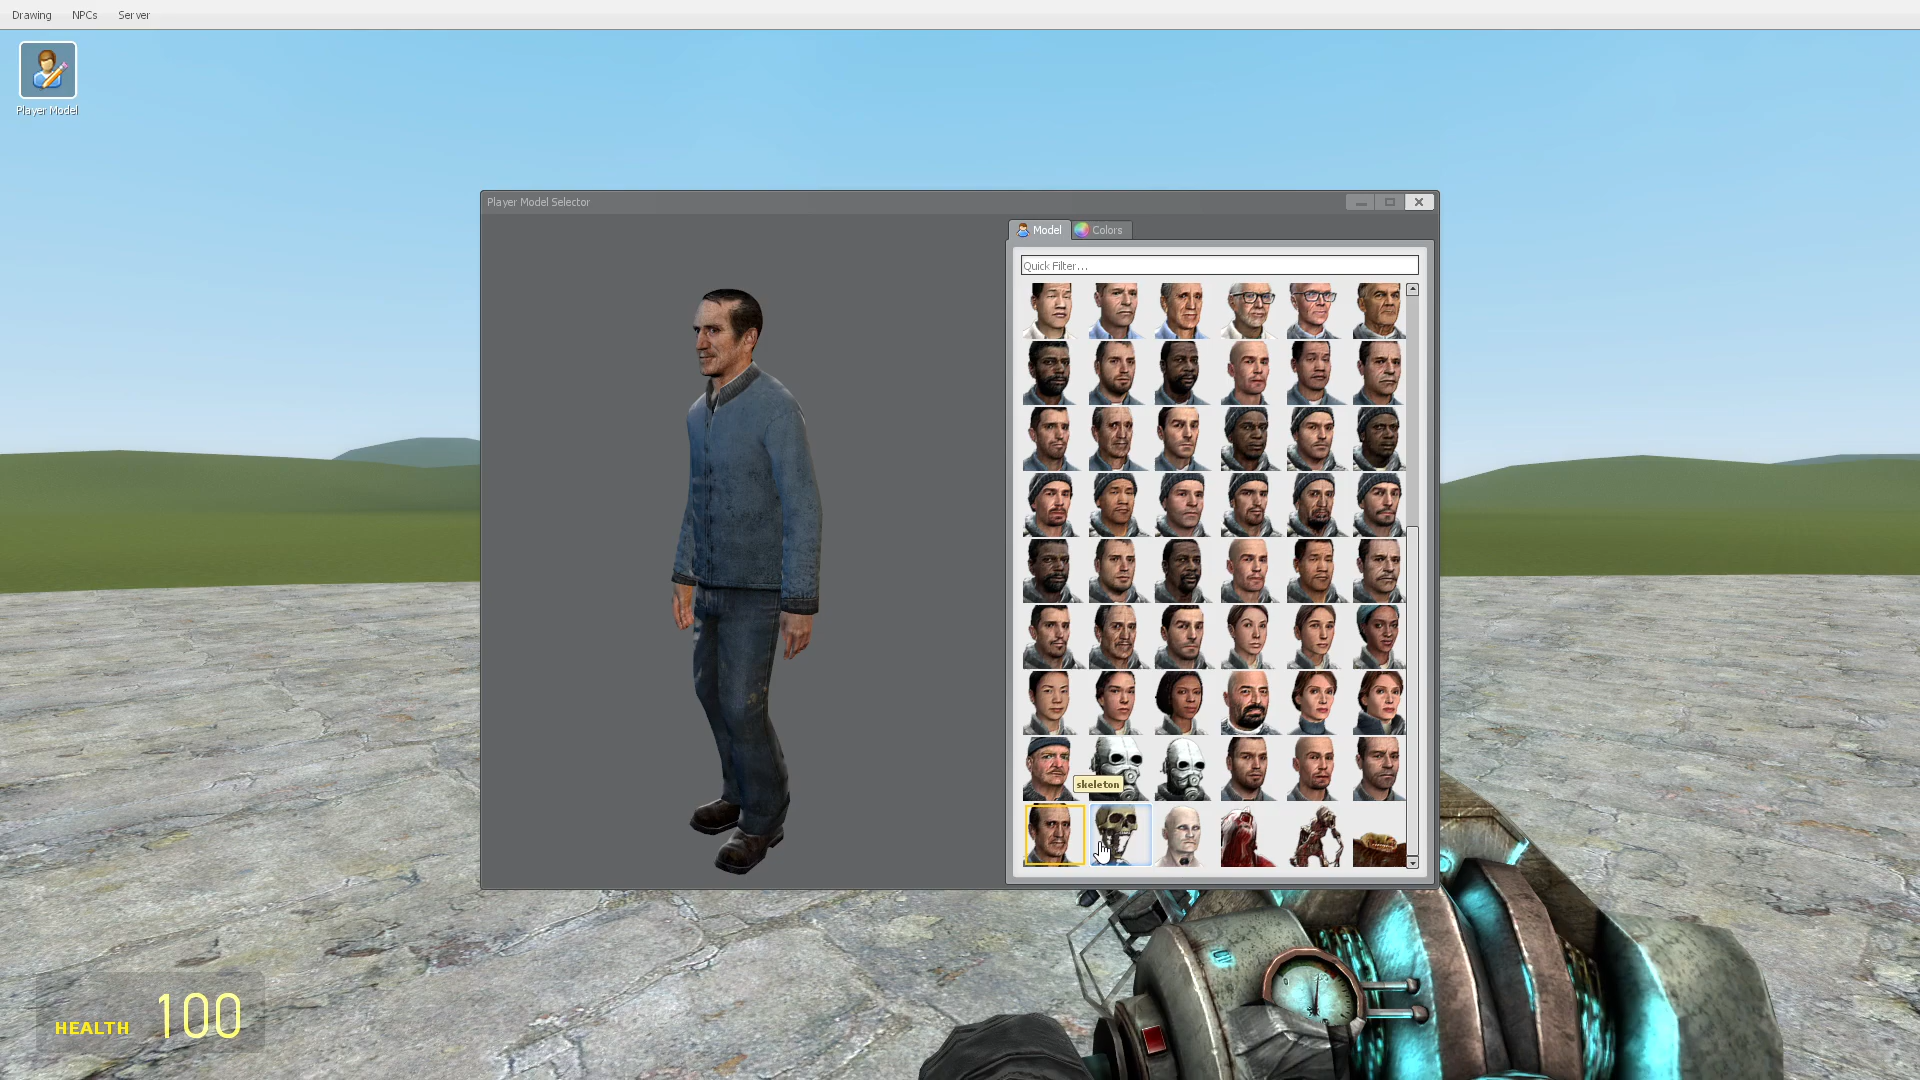 Drawing NPCs Server
Player Model
Player Model Selector
Model Colors
Quick Filter...
skeleton
HEALTH 100